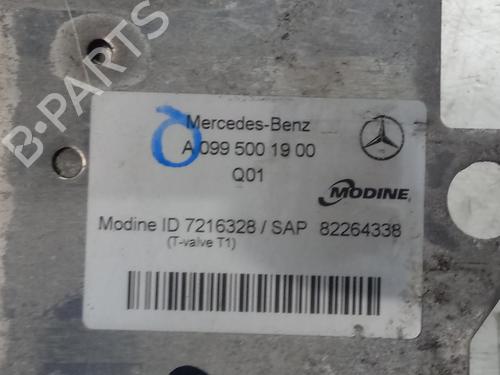 B-PARTS
Mercedes-Benz
A 099 500 19 00
Q01
MODINE
Modine ID 7216328 / SAP 82264338
(T-valve T1)